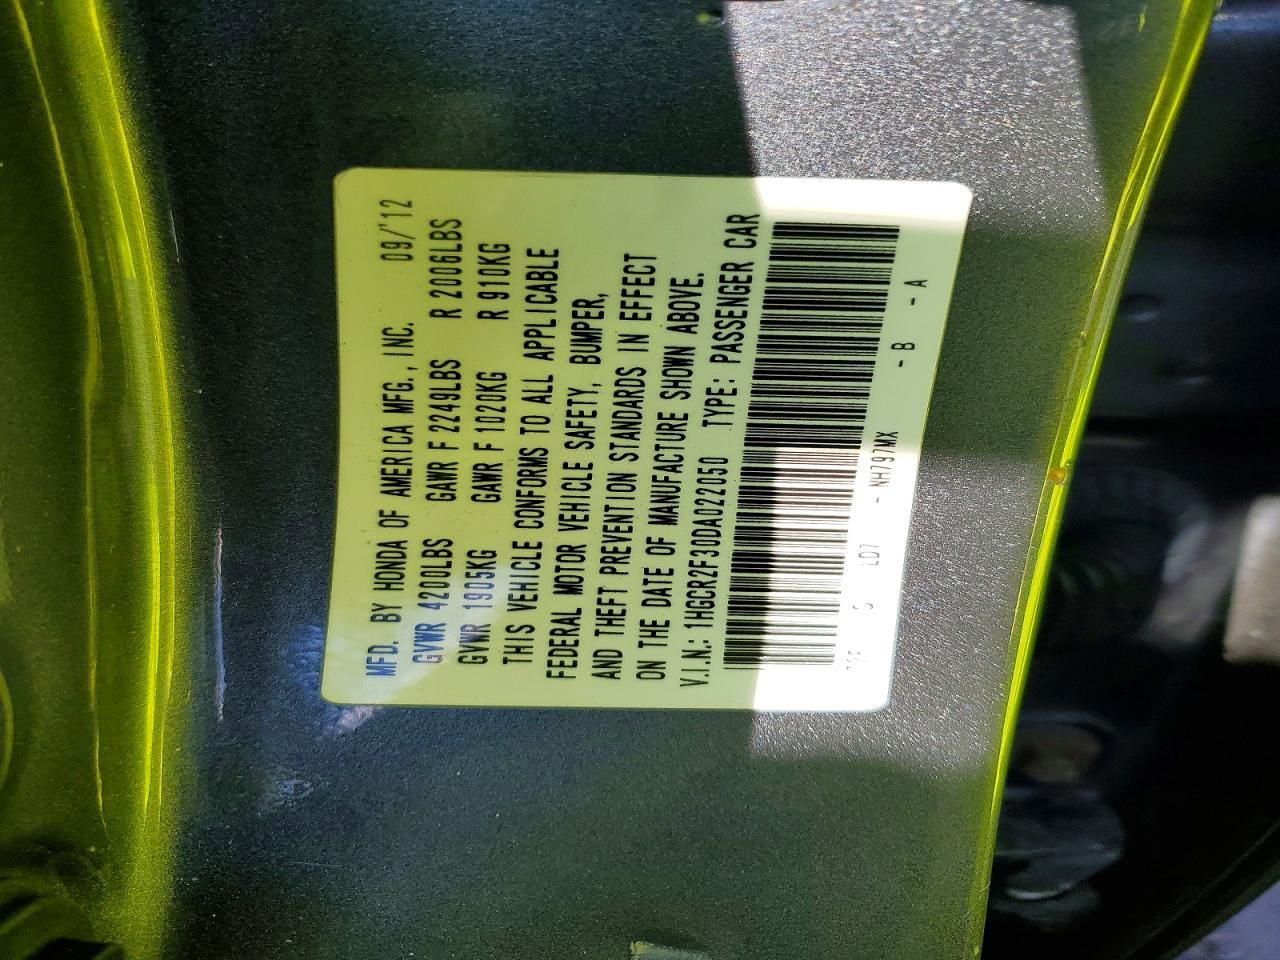 MFD. BY HONDA OF AMERICA MFG., INC. 09/'12
GVWR 4200LBS GAWR F 2249LBS R 2006LBS
GVWR 1905KG GAWR F 1020KG R 910KG
THIS VEHICLE CONFORMS TO ALL APPLICABLE
FEDERAL MOTOR VEHICLE SAFETY, BUMPER,
AND THEFT PREVENTION STANDARDS IN EFFECT
ON THE DATE OF MANUFACTURE SHOWN ABOVE.
V.I.N.: 1HGCR2F30DA022050 TYPE: PASSENGER CAR
LD7 - NH797MX - B - A